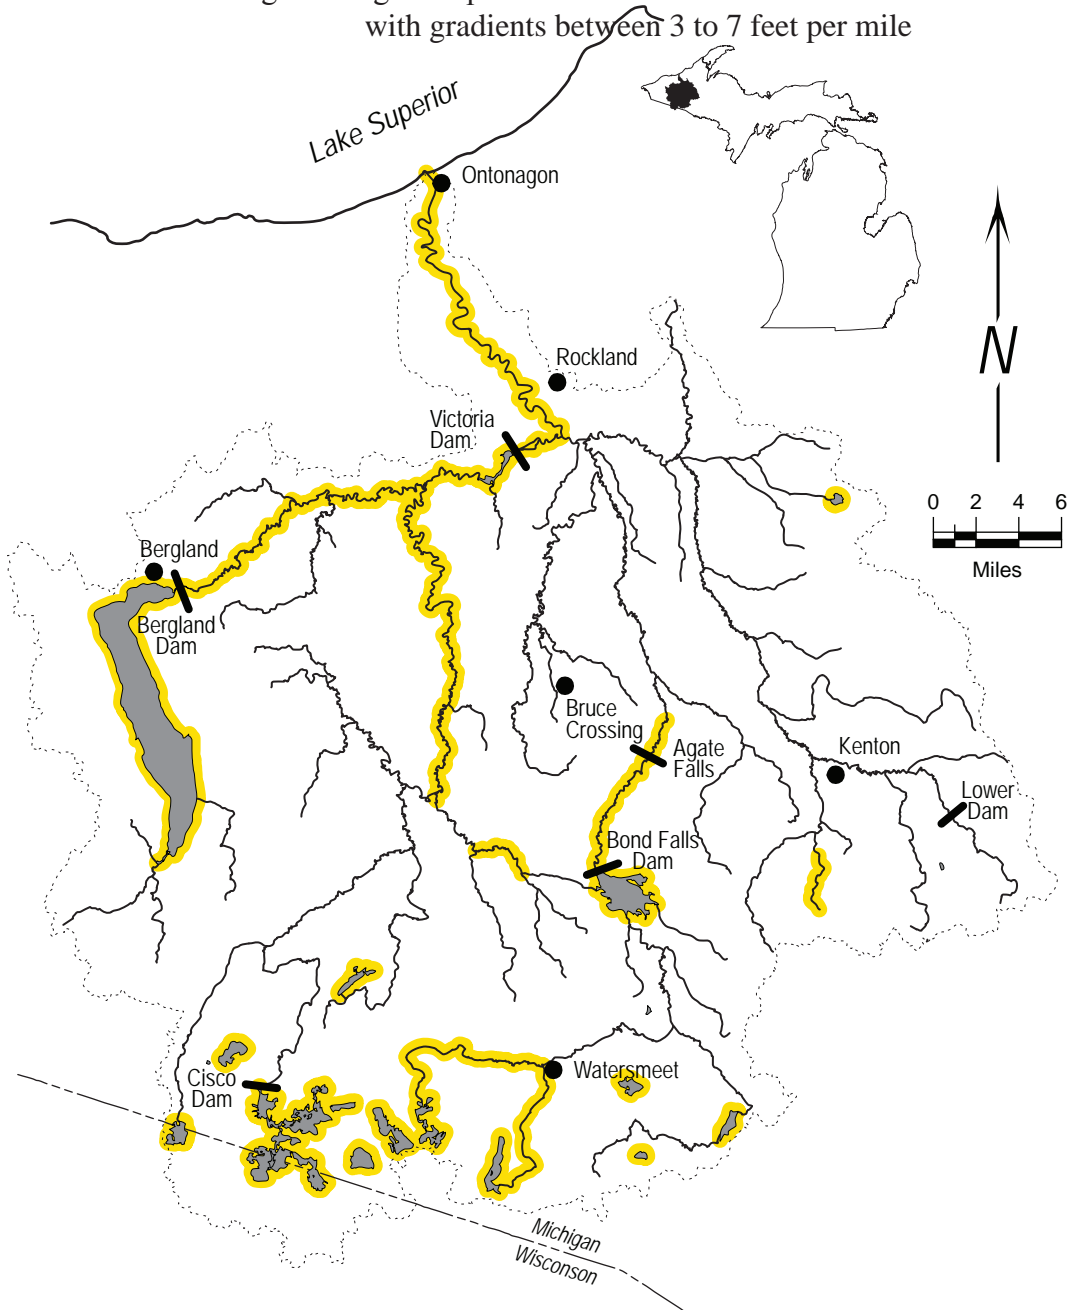 with gradients between 3 to 7 feet per mile
Lake Superior
Ontonagon
Rockland
N
Victoria
Dam
0 2 4 6
Miles
Bergland
Bergland
Dam
Bruce
Crossing
Agate
Falls
Kenton
Lower
Dam
Bond Falls
Dam
Cisco
Dam
Watersmeet
Michigan
Wisconson